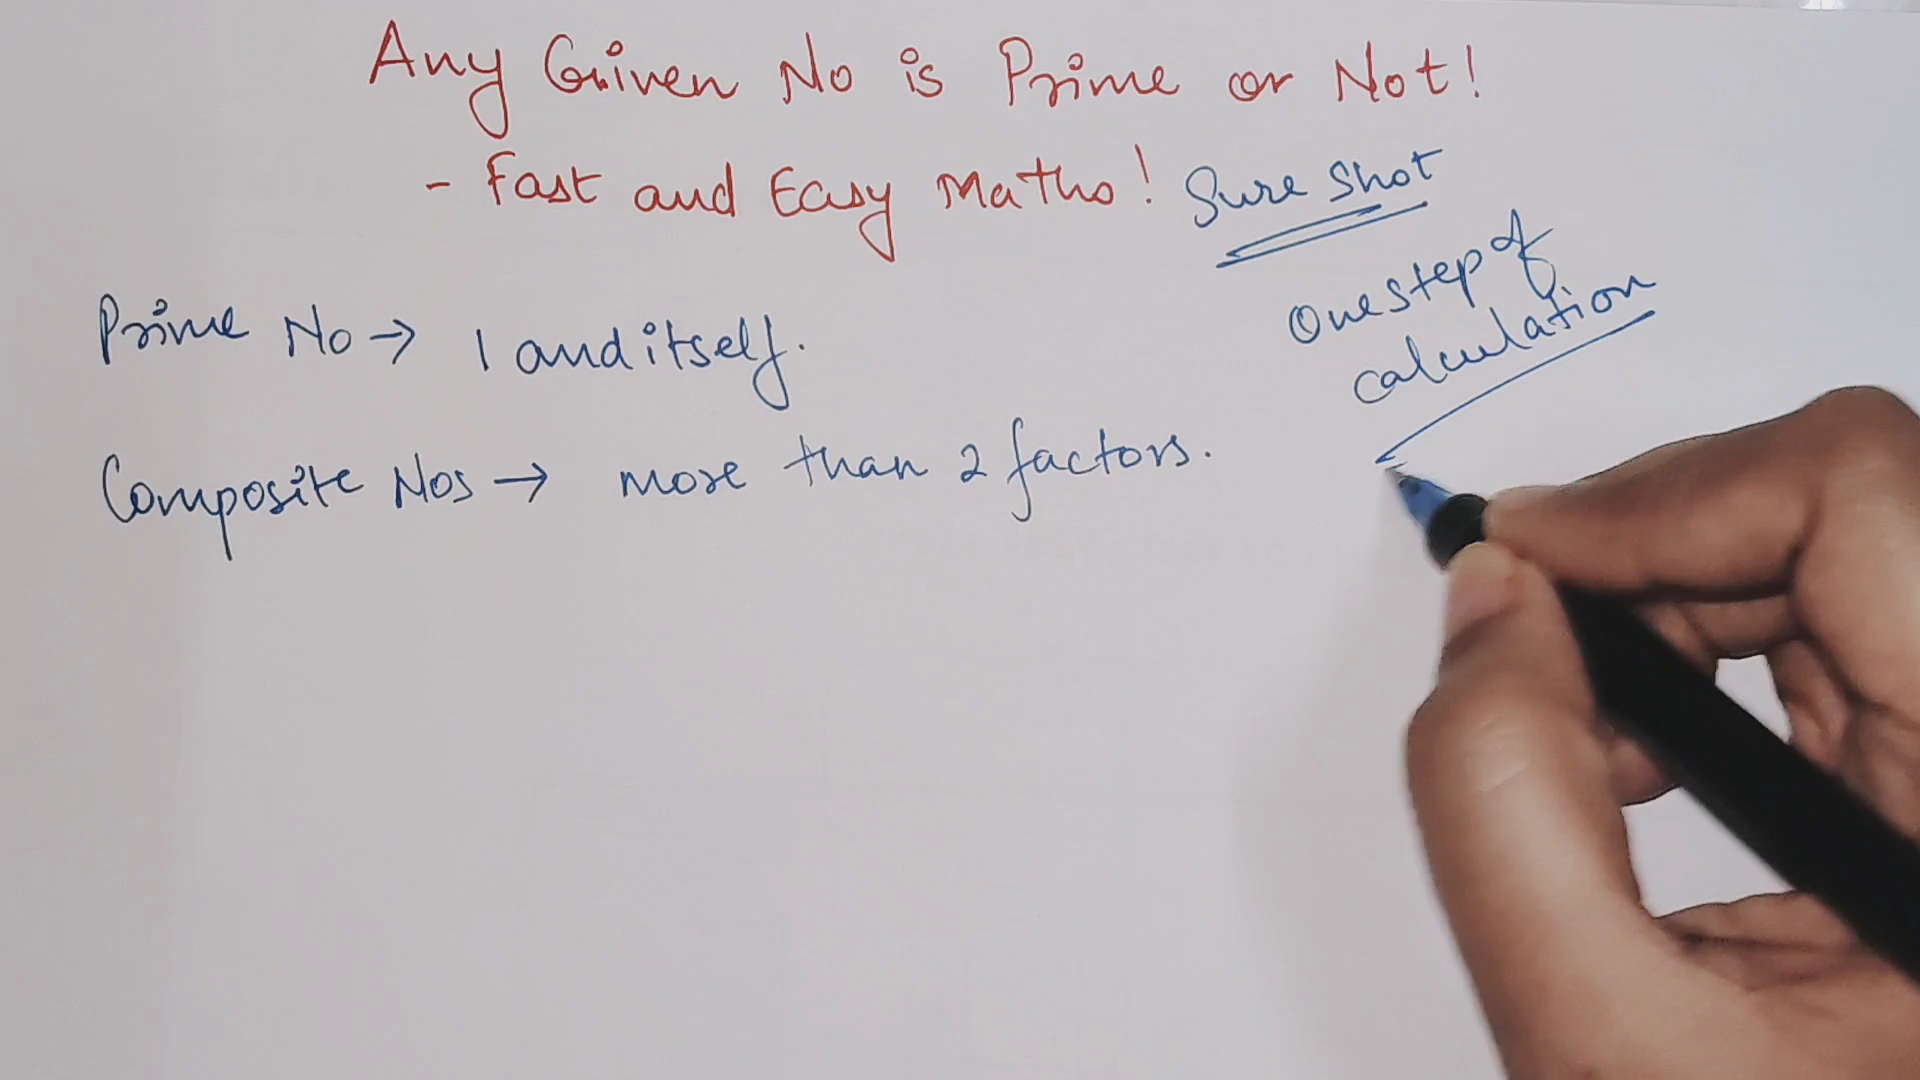 Any Given No is Prime or Not!
- Fast and Easy Maths! Sure Shot
One step of
calculation
Prime No → 1 and itself.
Composite Nos → more than 2 factors.